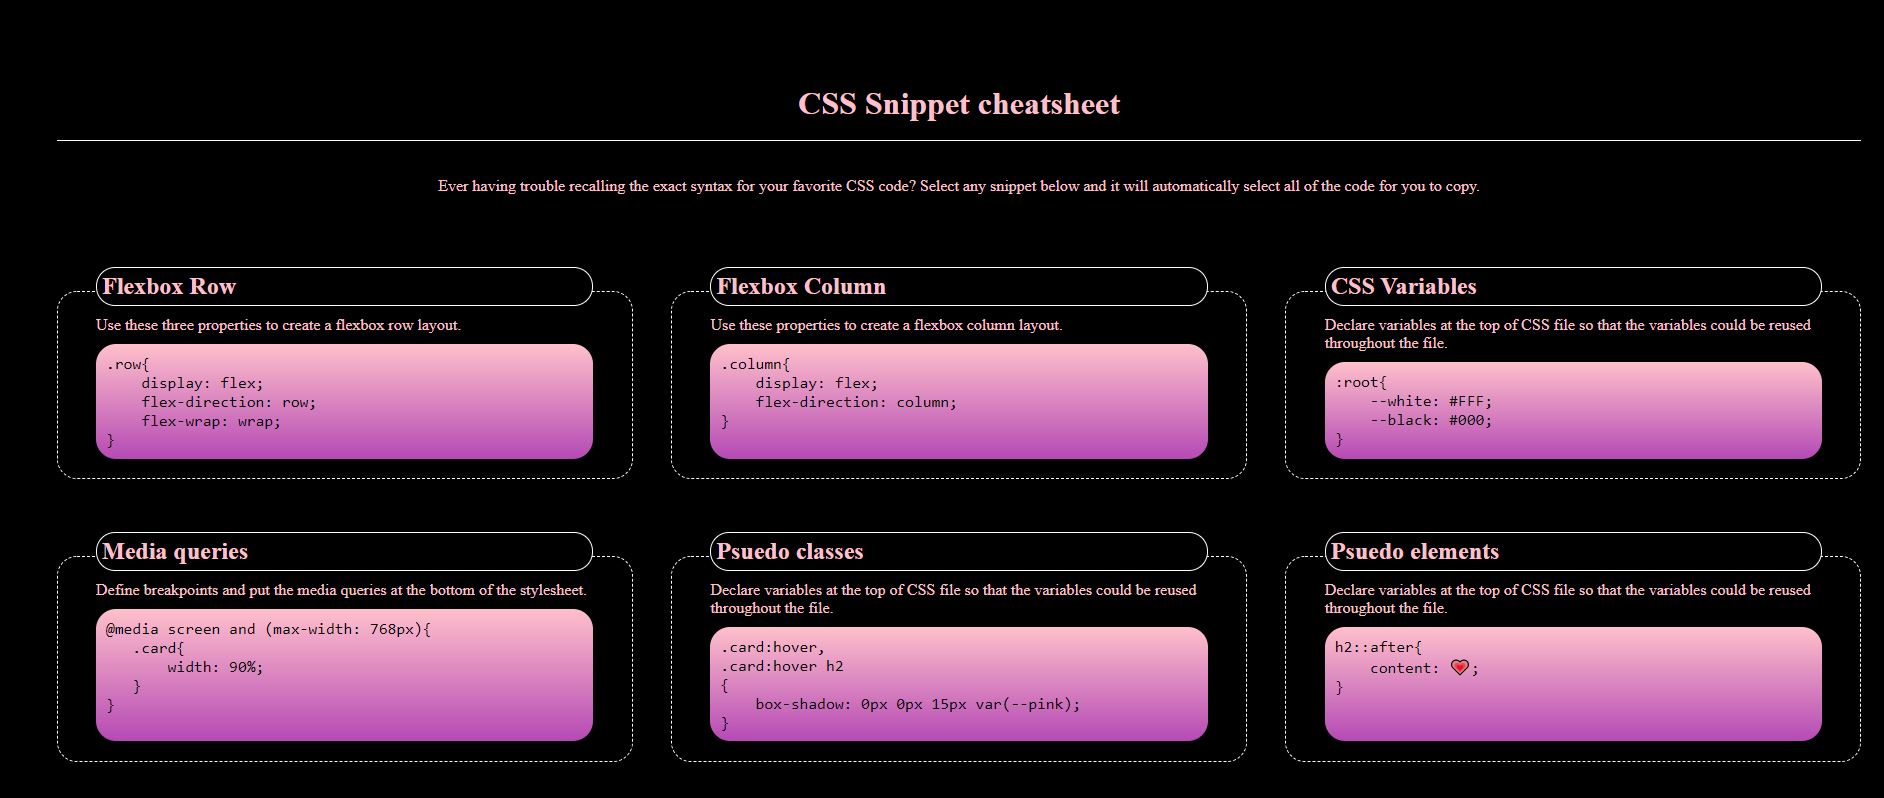 CSS Snippet cheatsheet
Ever having trouble recalling the exact syntax for your favorite CSS code? Select any snippet below and it will automatically select all of the code for you to copy.
Flexbox Row
Use these three properties to create a flexbox row layout.
.row{
    display: flex;
    flex-direction: row;
    flex-wrap: wrap;
}
Flexbox Column
Use these properties to create a flexbox column layout.
.column{
    display: flex;
    flex-direction: column;
}
CSS Variables
Declare variables at the top of CSS file so that the variables could be reused
throughout the file.
:root{
    --white: #FFF;
    --black: #000;
}
Media queries
Define breakpoints and put the media queries at the bottom of the stylesheet.
@media screen and (max-width: 768px){
   .card{
       width: 90%;
   }
}
Psuedo classes
Declare variables at the top of CSS file so that the variables could be reused
throughout the file.
.card:hover,
.card:hover h2
{
    box-shadow: 0px 0px 15px var(--pink);
}
Psuedo elements
Declare variables at the top of CSS file so that the variables could be reused
throughout the file.
h2::after{
    content: 💗;
}